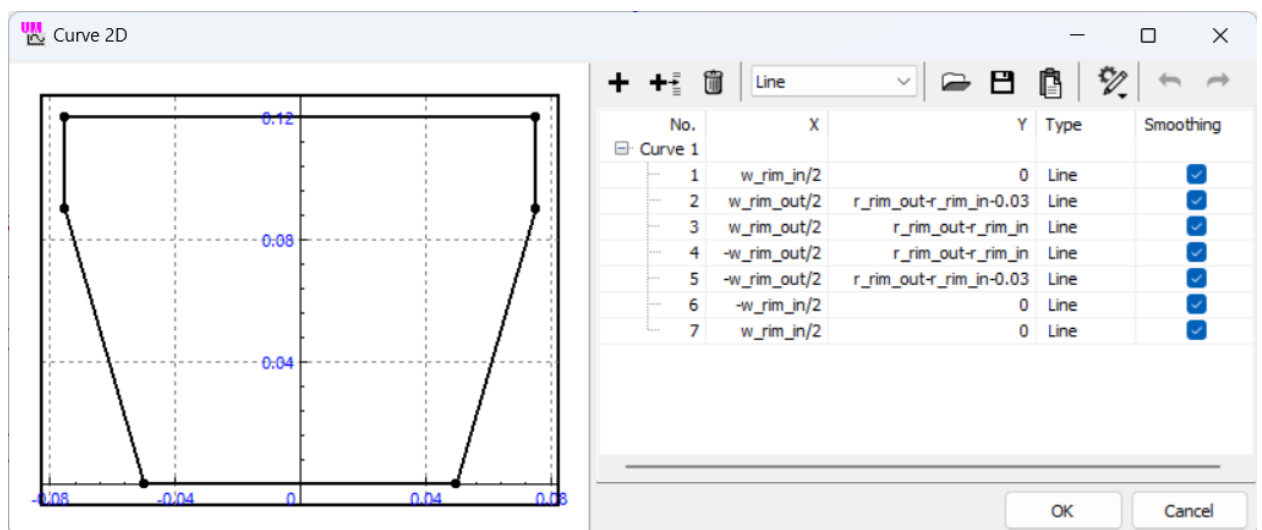 UM Curve 2D
Line
No. X Y Type Smoothing
Curve 1
1 w_rim_in/2 0 Line
2 w_rim_out/2 r_rim_out-r_rim_in-0.03 Line
3 w_rim_out/2 r_rim_out-r_rim_in Line
4 -w_rim_out/2 r_rim_out-r_rim_in Line
5 -w_rim_out/2 r_rim_out-r_rim_in-0.03 Line
6 -w_rim_in/2 0 Line
7 w_rim_in/2 0 Line
0.12
0.08
0.04
-0.08 -0.04 0 0.04 0.08
OK Cancel